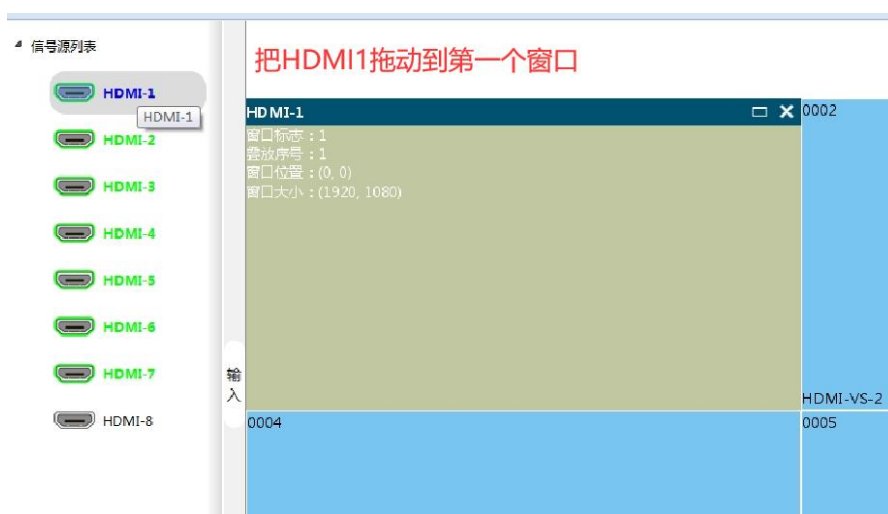 信号源列表
把HDMI1拖动到第一个窗口
HDMI-1
HDMI-1
HDMI-2
HDMI-3
HDMI-4
HDMI-5
HDMI-6
HDMI-7
HDMI-8
输
入
HDMI-1
窗口标志：1
叠放序号：1
窗口位置：(0, 0)
窗口大小：(1920, 1080)
0002
HDMI-VS-2
0004
0005